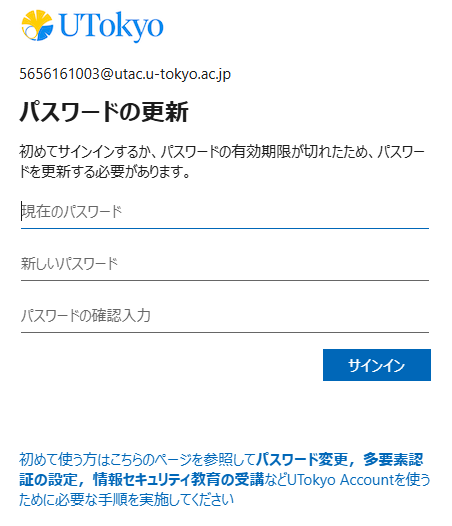 UTokyo
5656161003@utac.u-tokyo.ac.jp
パスワードの更新
初めてサインインするか、パスワードの有効期限が切れたため、パスワー
ドを更新する必要があります。
現在のパスワード
新しいパスワード
パスワードの確認入力
サインイン
初めて使う方はこちらのページを参照してパスワード変更，多要素認
証の設定，情報セキュリティ教育の受講などUTokyo Accountを使う
ために必要な手順を実施してください